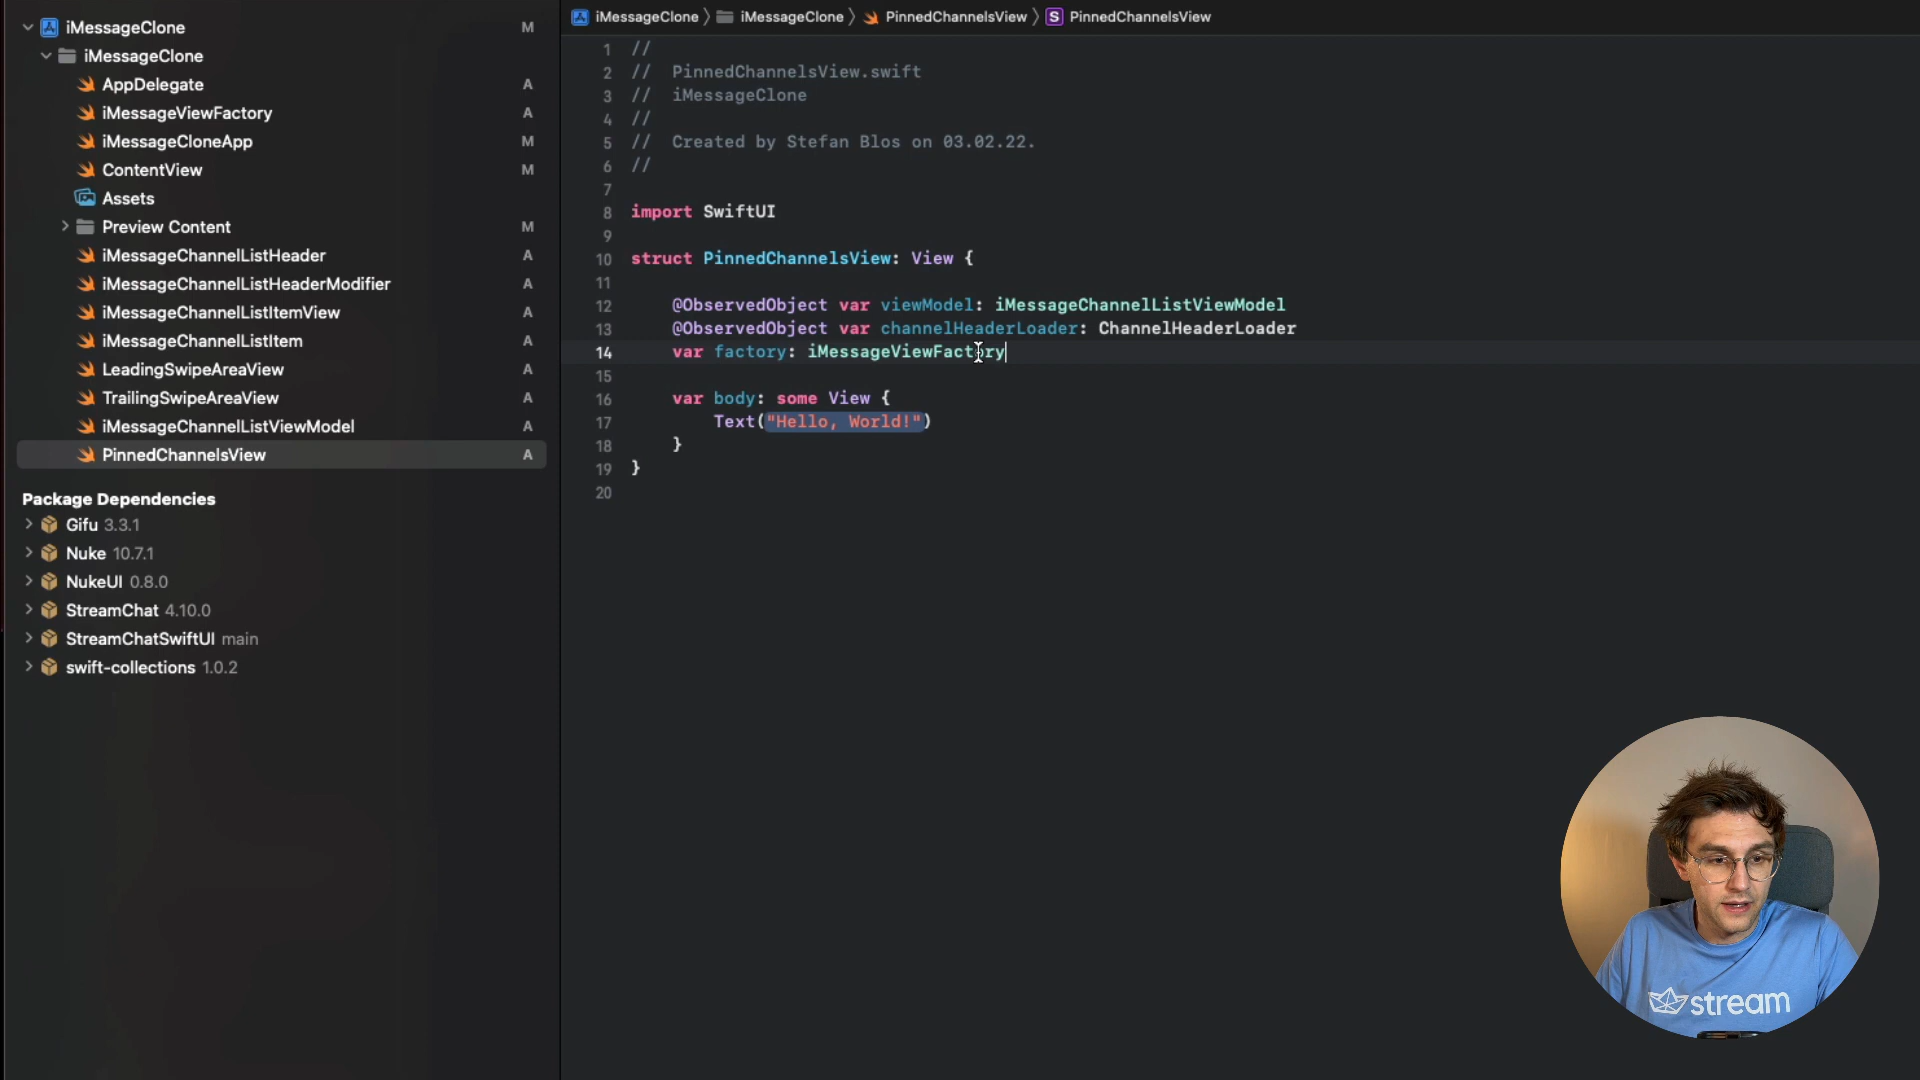 iMessageClone M
iMessageClone
AppDelegate A
iMessageViewFactory A
iMessageCloneApp M
ContentView M
Assets
Preview Content M
iMessageChannelListHeader A
iMessageChannelListHeaderModifier A
iMessageChannelListItemView A
iMessageChannelListItem A
LeadingSwipeAreaView A
TrailingSwipeAreaView A
iMessageChannelListViewModel A
PinnedChannelsView A
Package Dependencies
Gifu 3.3.1
Nuke 10.7.1
NukeUI 0.8.0
StreamChat 4.10.0
StreamChatSwiftUI main
swift-collections 1.0.2
iMessageClone iMessageClone PinnedChannelsView S PinnedChannelsView
1 //
2 // PinnedChannelsView.swift
3 // iMessageClone
4 //
5 // Created by Stefan Blos on 03.02.22.
6 //
7
8 import SwiftUI
9
10 struct PinnedChannelsView: View {
11
12 @ObservedObject var viewModel: iMessageChannelListViewModel
13 @ObservedObject var channelHeaderLoader: ChannelHeaderLoader
14 var factory: iMessageViewFactory
15
16 var body: some View {
17 Text("Hello, World!")
18 }
19 }
20
stream